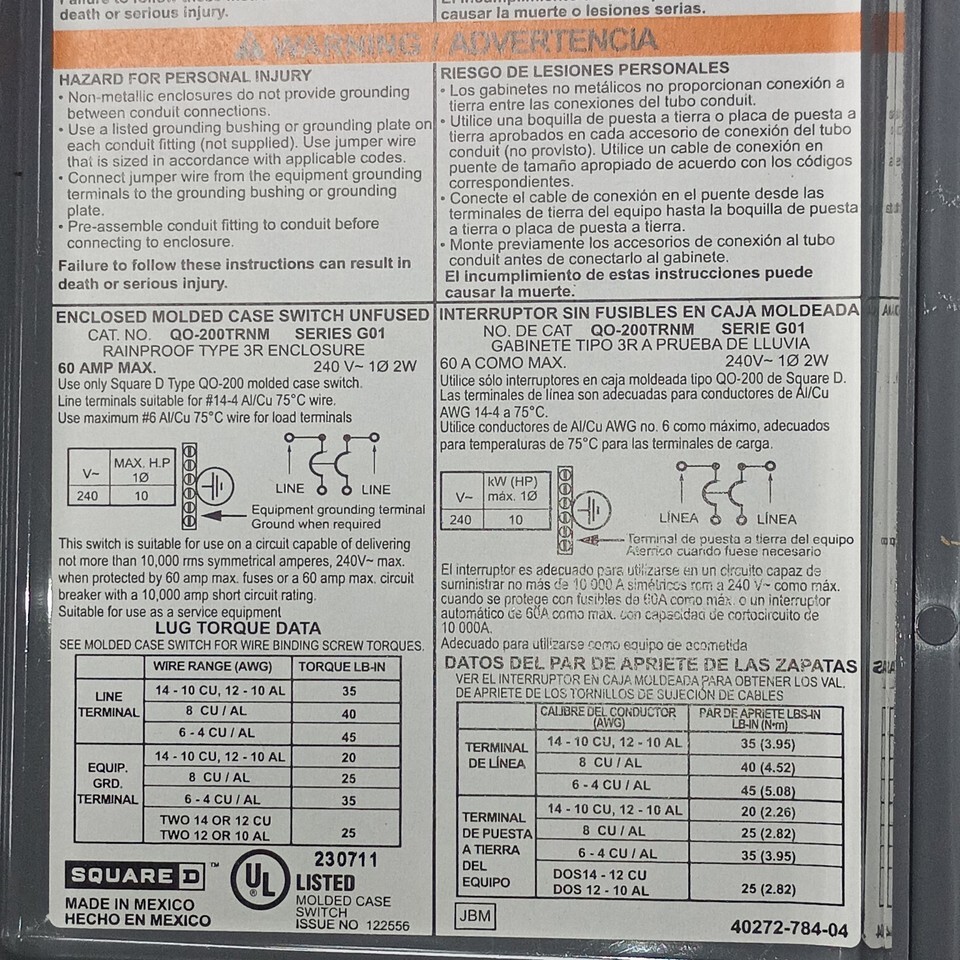 death or serious injury.
WARNING / ADVERTENCIA
HAZARD FOR PERSONAL INJURY
• Non-metallic enclosures do not provide grounding
between conduit connections.
• Use a listed grounding bushing or grounding plate on
each conduit fitting (not supplied). Use jumper wire
that is sized in accordance with applicable codes.
• Connect jumper wire from the equipment grounding
terminals to the grounding bushing or grounding
plate.
• Pre-assemble conduit fitting to conduit before
connecting to enclosure.
Failure to follow these instructions can result in
death or serious injury.
ENCLOSED MOLDED CASE SWITCH UNFUSED
CAT. NO. QO-200TRNM SERIES G01
RAINPROOF TYPE 3R ENCLOSURE
60 AMP MAX. 240 V~ 1Ø 2W
Use only Square D Type QO-200 molded case switch.
Line terminals suitable for #14-4 Al/Cu 75°C wire.
Use maximum #6 Al/Cu 75°C wire for load terminals
V~ MAX. H.P 1Ø
240 10
LINE LINE
Equipment grounding terminal
Ground when required
This switch is suitable for use on a circuit capable of delivering
not more than 10,000 rms symmetrical amperes, 240V~ max.
when protected by 60 amp max. fuses or a 60 amp max. circuit
breaker with a 10,000 amp short circuit rating.
Suitable for use as a service equipment
LUG TORQUE DATA
SEE MOLDED CASE SWITCH FOR WIRE BINDING SCREW TORQUES.
WIRE RANGE (AWG) TORQUE LB-IN
LINE TERMINAL
14 - 10 CU, 12 - 10 AL 35
8 CU / AL 40
6 - 4 CU / AL 45
EQUIP. GRD. TERMINAL
14 - 10 CU, 12 - 10 AL 20
8 CU / AL 25
6 - 4 CU / AL 35
TWO 14 OR 12 CU
TWO 12 OR 10 AL 25
SQUARE D ™
UL ®
230711
LISTED
MOLDED CASE
SWITCH
ISSUE NO 122556
MADE IN MEXICO
HECHO EN MEXICO
causar la muerte o lesiones serias.
RIESGO DE LESIONES PERSONALES
• Los gabinetes no metálicos no proporcionan conexión a
tierra entre las conexiones del tubo conduit.
• Utilice una boquilla de puesta a tierra o placa de puesta a
tierra aprobados en cada accesorio de conexión del tubo
conduit (no provisto). Utilice un cable de conexión en
puente de tamaño apropiado de acuerdo con los códigos
correspondientes.
• Conecte el cable de conexión en el puente desde las
terminales de tierra del equipo hasta la boquilla de puesta
a tierra o placa de puesta a tierra.
• Monte previamente los accesorios de conexión al tubo
conduit antes de conectarlo al gabinete.
El incumplimiento de estas instrucciones puede
causar la muerte.
INTERRUPTOR SIN FUSIBLES EN CAJA MOLDEADA
NO. DE CAT QO-200TRNM SERIE G01
GABINETE TIPO 3R A PRUEBA DE LLUVIA
60 A COMO MAX. 240V~ 1Ø 2W
Utilice sólo interruptores en caja moldeada tipo QO-200 de Square D.
Las terminales de línea son adecuadas para conductores de Al/Cu
AWG 14-4 a 75°C.
Utilice conductores de Al/Cu AWG no. 6 como máximo, adecuados
para temperaturas de 75°C para las terminales de carga.
V~ kW (HP) máx. 1Ø
240 10
LÍNEA LÍNEA
Terminal de puesta a tierra del equipo
Aterrice cuando fuese necesario
El interruptor es adecuado para utilizarse en un circuito capaz de
suministrar no más de 10 000 A simétricos rcm a 240 V~ como máx.
cuando se protege con fusibles de 60A como máx. o un interruptor
automático de 60A como max. con capacidad de cortocircuito de
10 000A.
Adecuado para utilizarse como equipo de acometida
DATOS DEL PAR DE APRIETE DE LAS ZAPATAS
VER EL INTERRUPTOR EN CAJA MOLDEADA PARA OBTENER LOS VAL.
DE APRIETE DE LOS TORNILLOS DE SUJECIÓN DE CABLES
CALIBRE DEL CONDUCTOR (AWG) PAR DE APRIETE LBS-IN LB-IN (N•m)
TERMINAL DE LÍNEA
14 - 10 CU, 12 - 10 AL 35 (3.95)
8 CU / AL 40 (4.52)
6 - 4 CU / AL 45 (5.08)
TERMINAL DE PUESTA A TIERRA DEL EQUIPO
14 - 10 CU, 12 - 10 AL 20 (2.26)
8 CU / AL 25 (2.82)
6 - 4 CU / AL 35 (3.95)
DOS14 - 12 CU
DOS 12 - 10 AL 25 (2.82)
JBM
40272-784-04